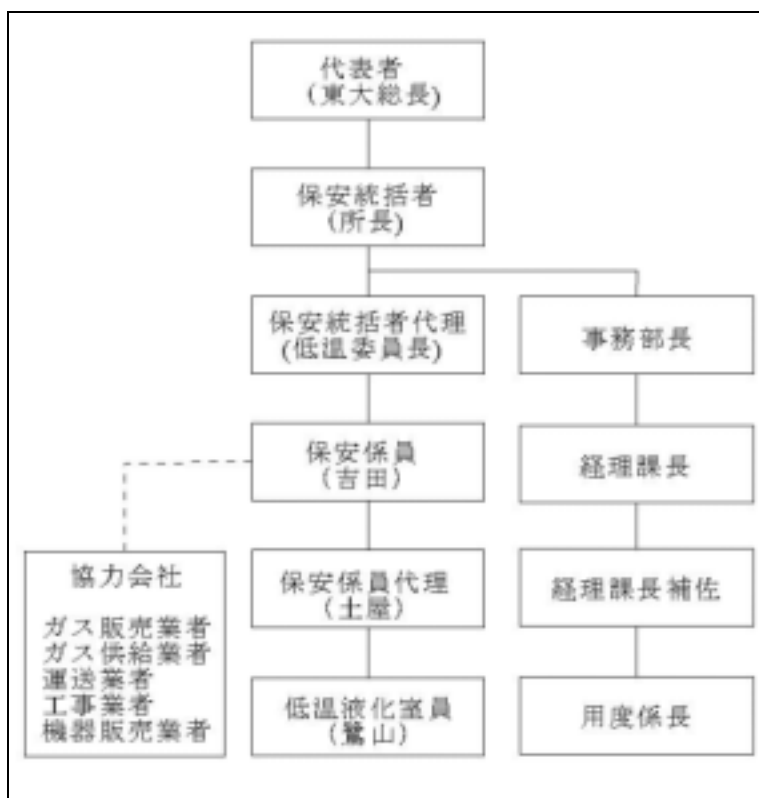 代表者
(東大総長)
保安統括者
(所長)
保安統括者代理
(低温委員長)
事務部長
保安係員
(吉田)
経理課長
協力会社
ガス販売業者
ガス供給業者
運送業者
工事業者
機器販売業者
保安係員代理
(土屋)
経理課長補佐
低温液化室員
(鷺山)
用度係長